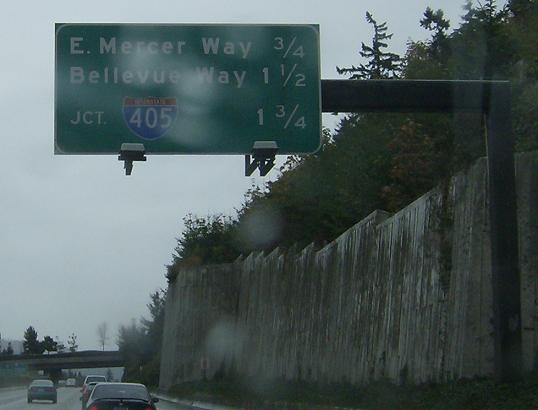 E. Mercer Way 3/4
Bellevue Way 1 1/2
JCT. INTERSTATE 405 1 3/4